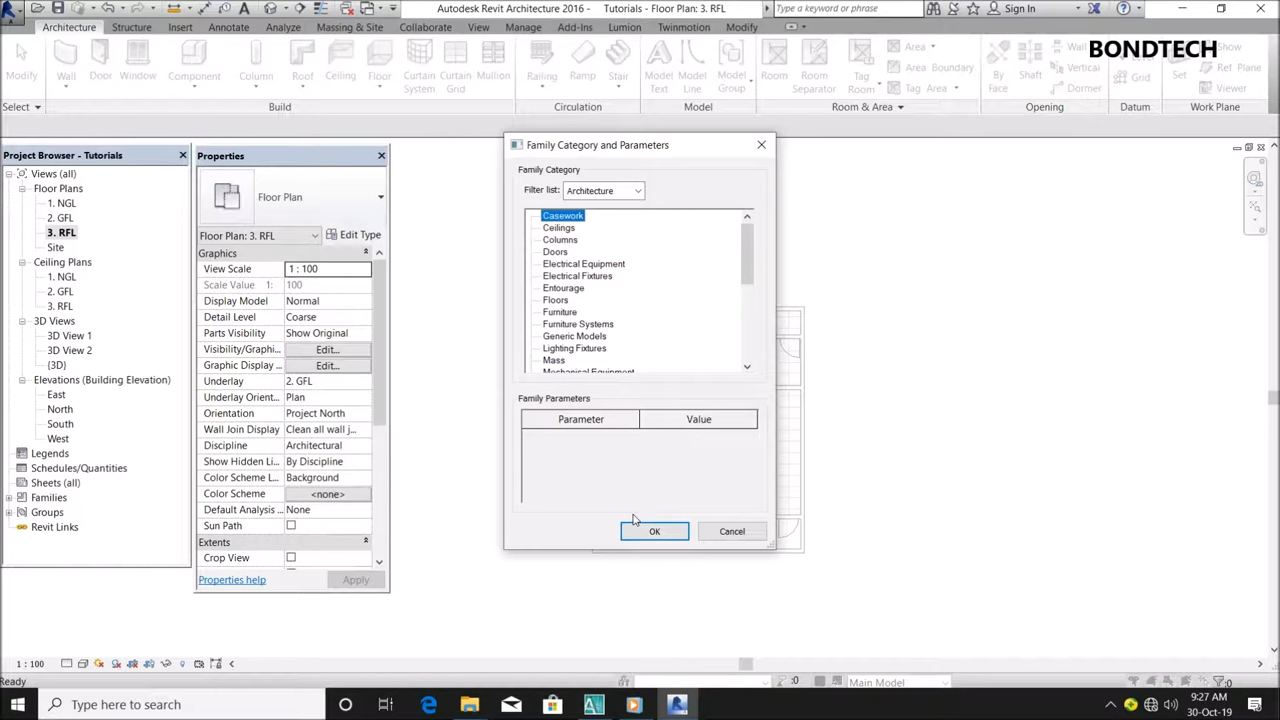 Autodesk Revit Architecture 2016 - Tutorials - Floor Plan: 3. RFL
Type a keyword or phrase
Sign In
Architecture Structure Insert Annotate Analyze Massing & Site Collaborate View Manage Add-Ins Lumion Twinmotion Modify
BONDTECH
Modify Wall Door Window Component Column Roof Ceiling Floor Curtain System Curtain Grid Mullion Railing Ramp Stair Model Text Model Line Model Group Room Room Separator Tag Room
Area
Area Boundary
Tag Area
By Face Shaft Wall Vertical Dormer
Grid
Set Show Ref Plane Viewer
Select Build Circulation Model Room & Area Opening Datum Work Plane
Project Browser - Tutorials
Views (all)
Floor Plans
1. NGL
2. GFL
3. RFL
Site
Ceiling Plans
1. NGL
2. GFL
3. RFL
3D Views
3D View 1
3D View 2
{3D}
Elevations (Building Elevation)
East
North
South
West
Legends
Schedules/Quantities
Sheets (all)
Families
Groups
Revit Links
Properties
Floor Plan
Floor Plan: 3. RFL Edit Type
Graphics
View Scale 1 : 100
Scale Value 1: 100
Display Model Normal
Detail Level Coarse
Parts Visibility Show Original
Visibility/Graphi... Edit...
Graphic Display ... Edit...
Underlay 2. GFL
Underlay Orien... Plan
Orientation Project North
Wall Join Display Clean all wall j...
Discipline Architectural
Show Hidden Li... By Discipline
Color Scheme L... Background
Color Scheme <none>
Default Analysis ... None
Sun Path
Extents
Crop View
Properties help Apply
Family Category and Parameters
Family Category
Filter list: Architecture
Casework
Ceilings
Columns
Doors
Electrical Equipment
Electrical Fixtures
Entourage
Floors
Furniture
Furniture Systems
Generic Models
Lighting Fixtures
Mass
Mechanical Equipment
Family Parameters
Parameter Value
OK Cancel
1 : 100
Ready
:0 Main Model :0
Type here to search
9:27 AM
30-Oct-19